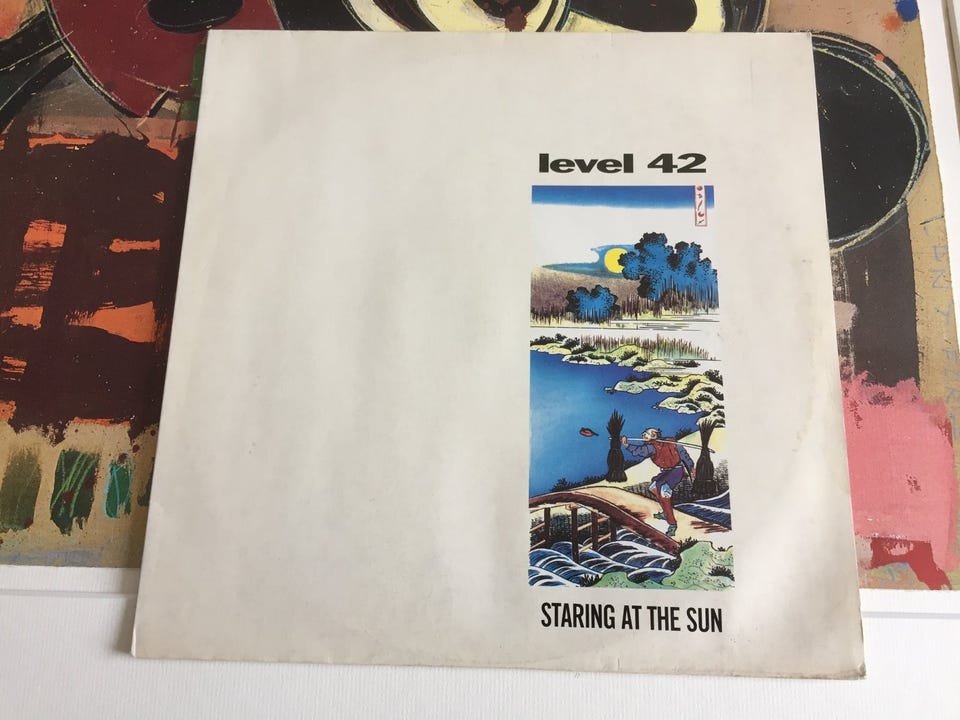 level 42
STARING AT THE SUN